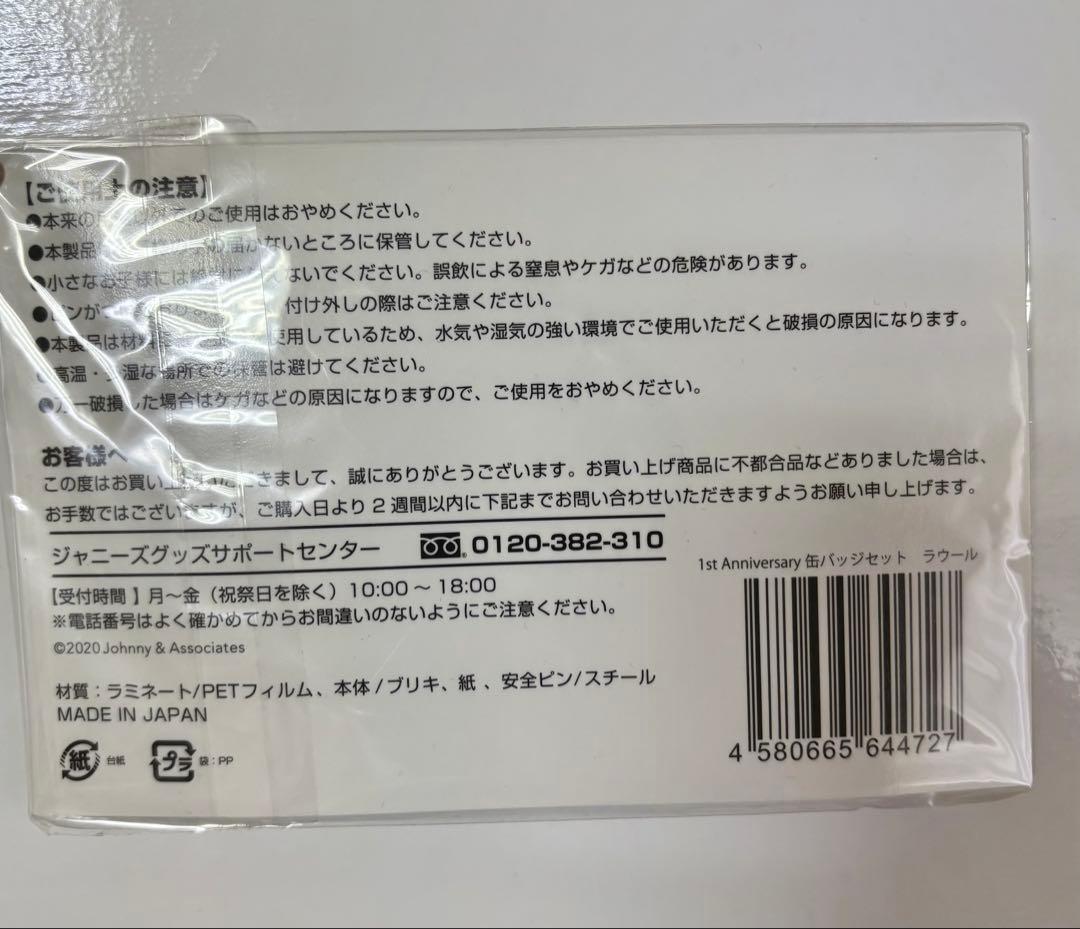 【ご使用上の注意】
●本来の のご使用はおやめください。
●本製品 の届かないところに保管してください。
●小さなお子様には絶対に えないでください。誤飲による窒息やケガなどの危険があります。
●ピンが 付け外しの際はご注意ください。
●本製品は材料 使用しているため、水気や湿気の強い環境でご使用いただくと破損の原因になります。
●高温・多湿な場所での保管は避けてください。
●万一破損した場合はケガなどの原因になりますので、ご使用をおやめください。
お客様へ
この度はお買い上げいただきまして、誠にありがとうございます。お買い上げ商品に不都合品などありました場合は、
お手数ではございますが、ご購入日より2週間以内に下記までお問い合わせいただきますようお願い申し上げます。
ジャニーズグッズサポートセンター 0120-382-310
【受付時間】月〜金（祝祭日を除く）10:00〜18:00
※電話番号はよく確かめてからお間違いのないようにご注意ください。
©2020 Johnny & Associates
材質：ラミネート/PETフィルム、本体/ブリキ、紙、安全ピン/スチール
MADE IN JAPAN
紙 台紙 プラ 袋：PP
1st Anniversary 缶バッジセット ラウール
4 580665 644727